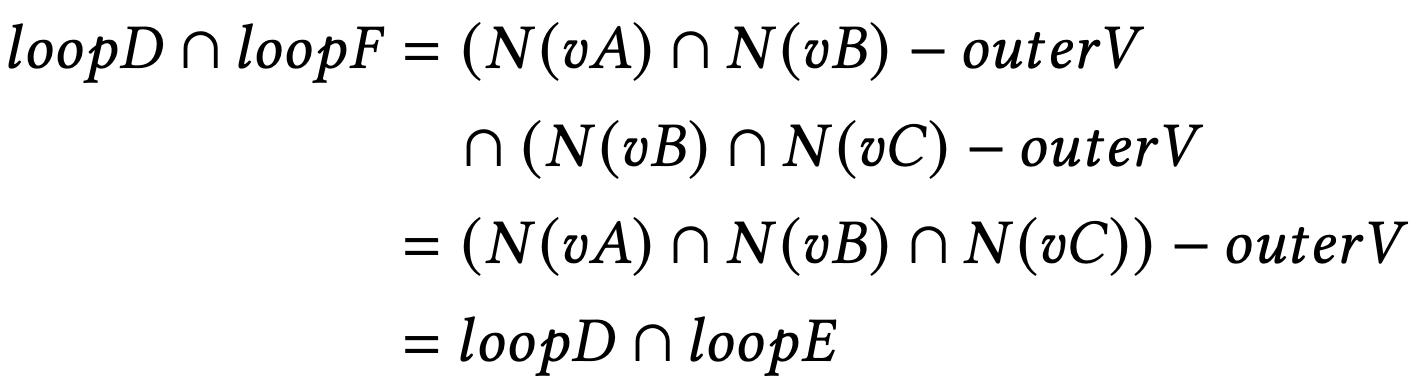 loopD ∩ loopF = (N(vA) ∩ N(vB) − outerV
∩ (N(vB) ∩ N(vC) − outerV
= (N(vA) ∩ N(vB) ∩ N(vC)) − outerV
= loopD ∩ loopE